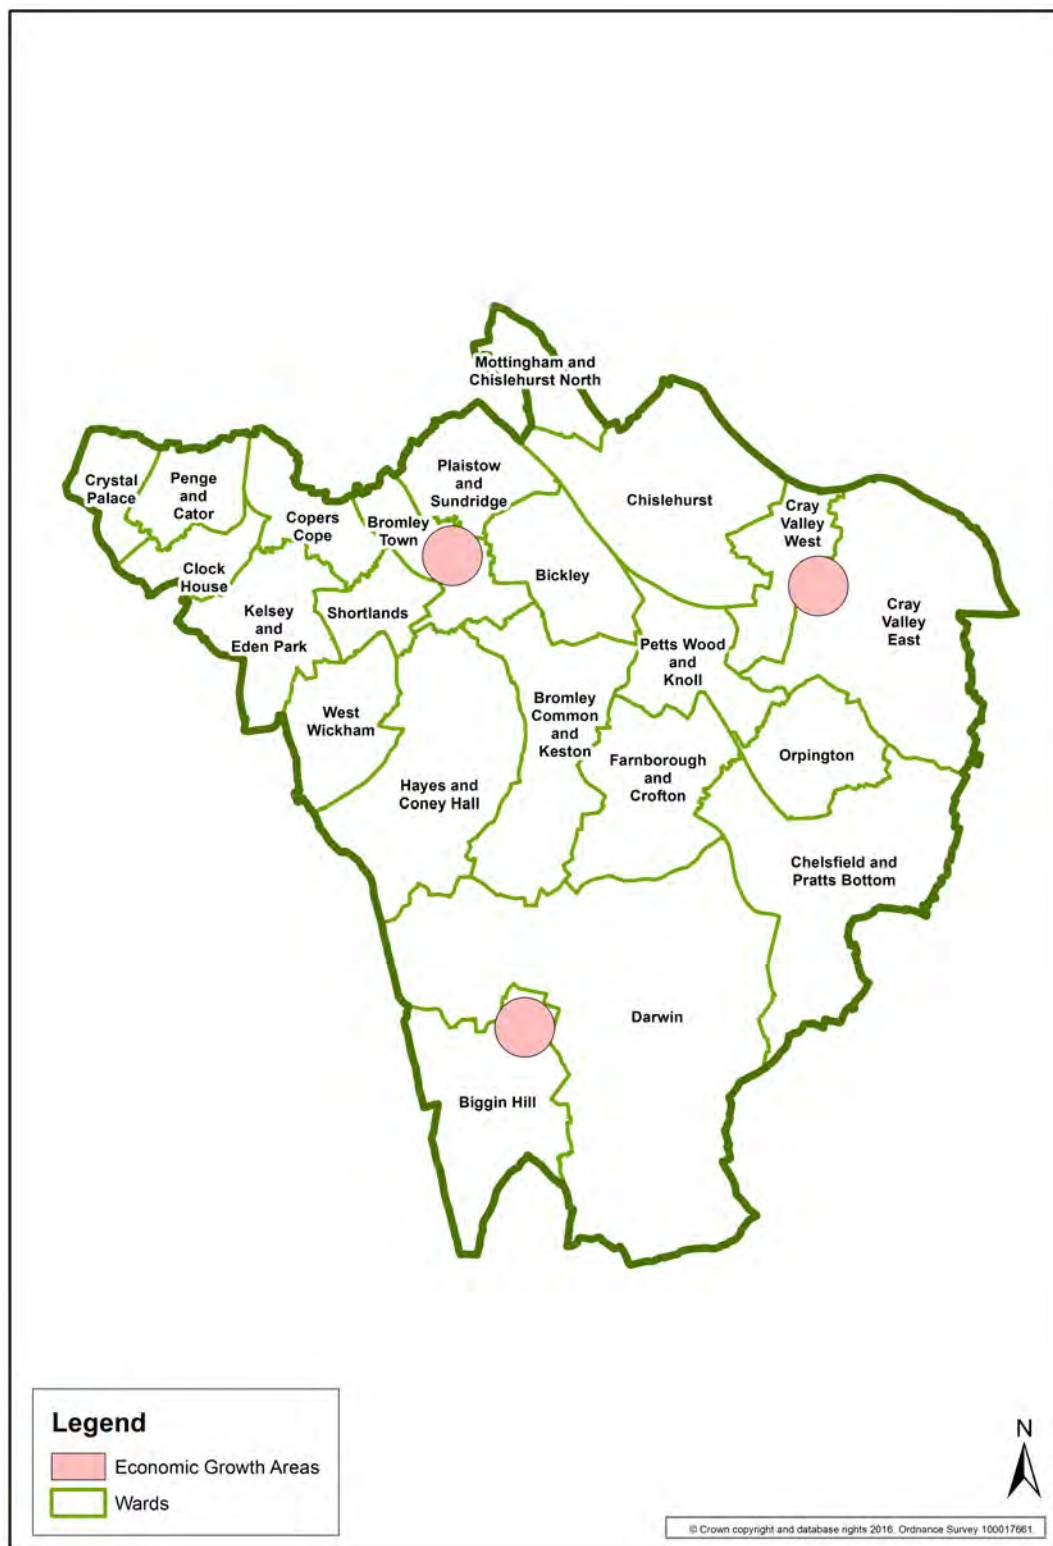 Mottingham and
Chislehurst North
Crystal
Palace
Penge
and
Cator
Plaistow
and
Sundridge
Chislehurst
Copers
Cope
Bromley
Town
Cray
Valley
West
Clock
House
Bickley
Kelsey
and
Eden Park
Shortlands
Cray
Valley
East
Petts Wood
and
Knoll
West
Wickham
Bromley
Common
and
Keston
Hayes and
Coney Hall
Farnborough
and
Crofton
Orpington
Chelsfield and
Pratts Bottom
Darwin
Biggin Hill
Legend
Economic Growth Areas
Wards
N
© Crown copyright and database rights 2016. Ordnance Survey 100017661.